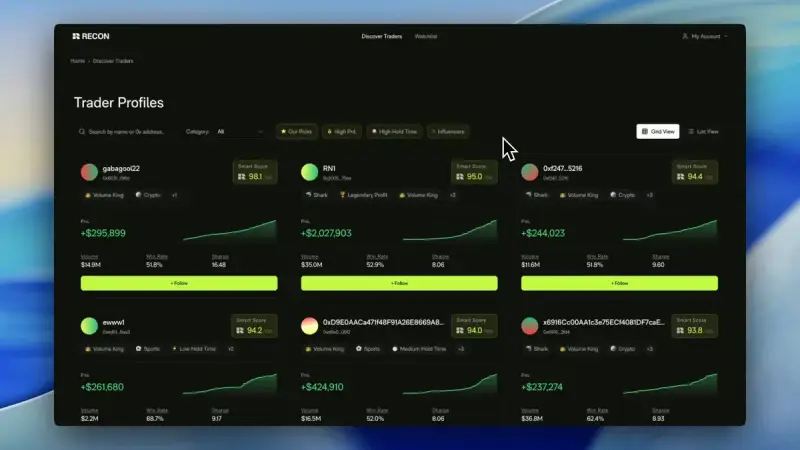 RECON
Discover Traders
Watchlist
My Account
Home › Discover Traders
Trader Profiles
Search by name or 0x address..
Category: All
Our Picks
High PnL
High Hold Time
Influencers
Grid View
List View
gabagool22
Smart Score
98.1
Volume King
Crypto
+1
PnL
+$295,899
Volume
Win Rate
Sharpe
$14.9M
51.8%
16.48
+ Follow
RN1
Smart Score
95.0
Shark
Legendary Profit
Volume King
PnL
+$2,027,903
Volume
Win Rate
Sharpe
$35.0M
52.9%
8.06
+ Follow
0xf247...5216
Smart Score
94.4
Shark
Volume King
Crypto
+3
PnL
+$244,023
Volume
Win Rate
Sharpe
$11.6M
51.8%
9.60
+ Follow
ewww1
Smart Score
94.2
Volume King
Sports
Low Hold Time
PnL
+$261,680
Volume
Win Rate
Sharpe
$2.2M
9.17
Smart Score
94.0
Volume King
Sports
Medium Hold Time
+3
PnL
+$424,910
Volume
Win Rate
Sharpe
$16.5M
52.0%
8.06
Smart Score
93.8
Shark
Volume King
Crypto
+3
PnL
+$237,274
Volume
Win Rate
Sharpe
$36.8M
62.4%
8.93